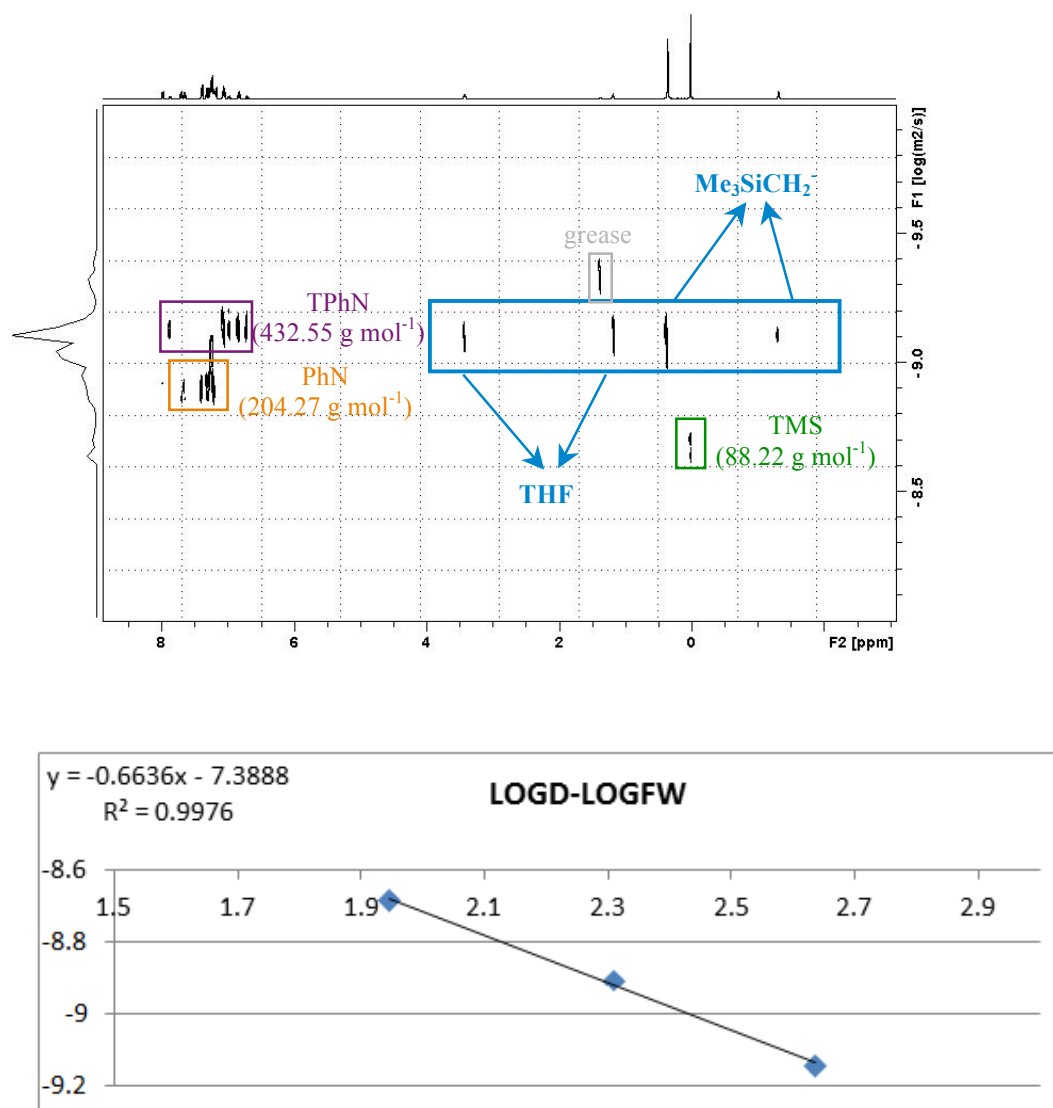 Me₃SiCH₂⁻
grease
TPhN
(432.55 g mol⁻¹)
PhN
(204.27 g mol⁻¹)
TMS
(88.22 g mol⁻¹)
THF
F1 [log(m2/s)]
-9.5
-9.0
-8.5
8 6 4 2 0 F2 [ppm]
y = -0.6636x - 7.3888
R² = 0.9976
LOGD-LOGFW
-8.6
1.5 1.7 1.9 2.1 2.3 2.5 2.7 2.9
-8.8
-9
-9.2